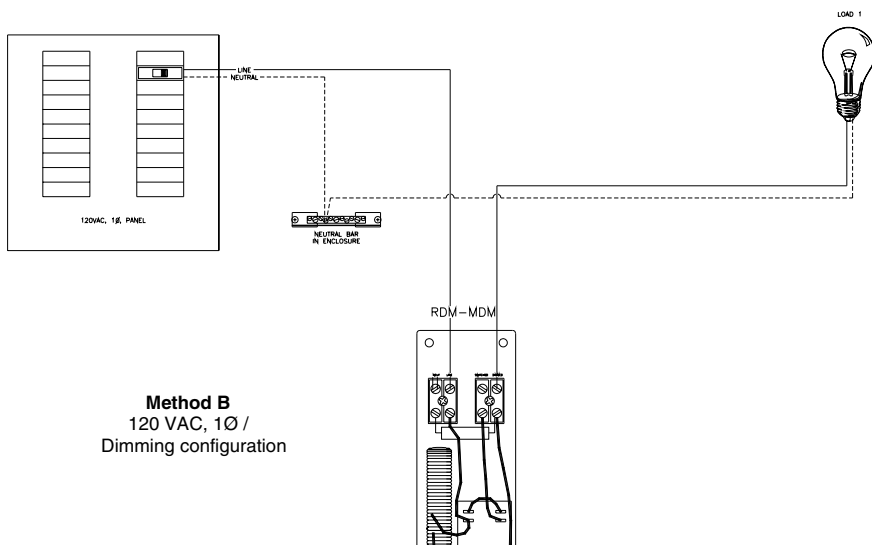 LOAD 1
LINE
NEUTRAL
120VAC, 1Ø, PANEL
NEUTRAL BAR
IN ENCLOSURE
RDM-MDM
Method B
120 VAC, 1Ø /
Dimming configuration